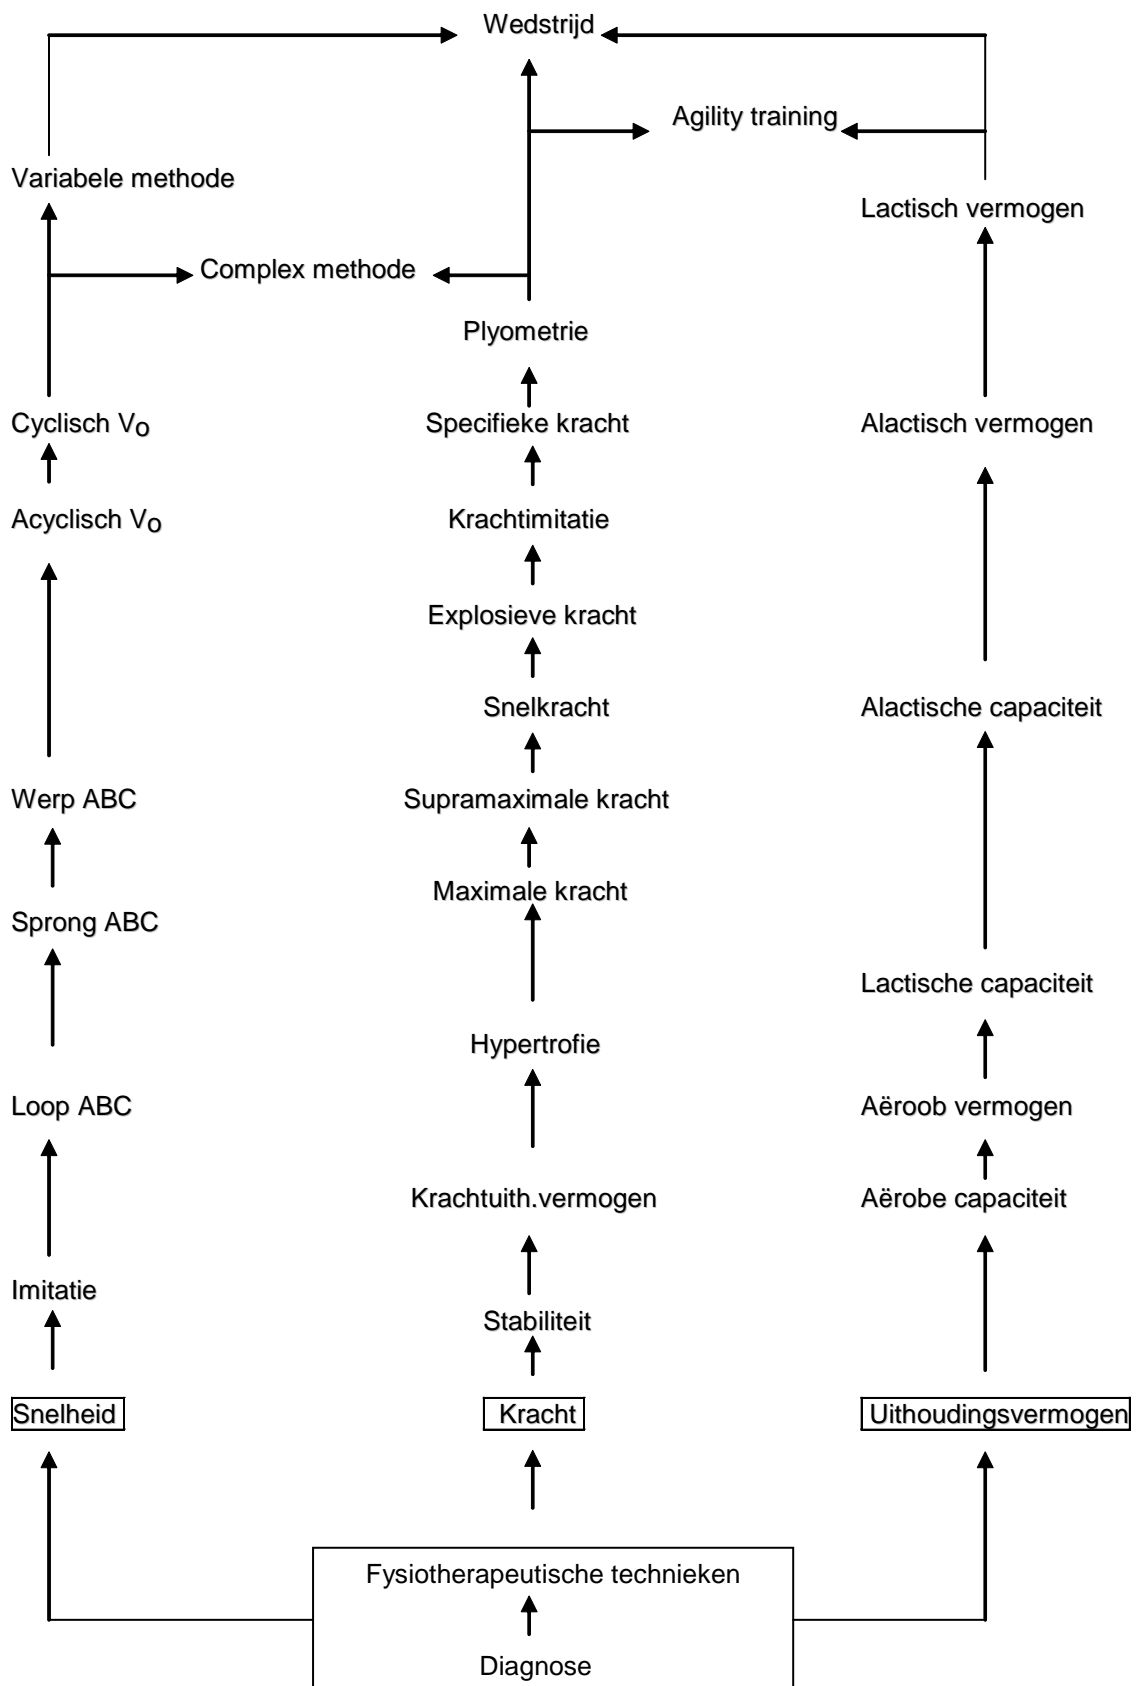 Wedstrijd
Agility training
Variabele methode
Lactisch vermogen
Complex methode
Plyometrie
Cyclisch Vo
Specifieke kracht
Alactisch vermogen
Acyclisch Vo
Krachtimitatie
Explosieve kracht
Snelkracht
Alactische capaciteit
Werp ABC
Supramaximale kracht
Maximale kracht
Sprong ABC
Lactische capaciteit
Hypertrofie
Loop ABC
Aëroob vermogen
Krachtuith.vermogen
Aërobe capaciteit
Imitatie
Stabiliteit
Snelheid
Kracht
Uithoudingsvermogen
Fysiotherapeutische technieken
Diagnose